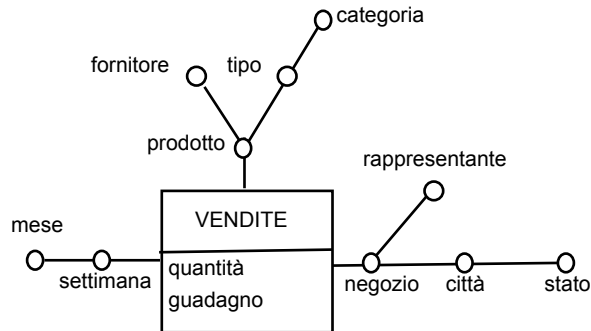 categoria
fornitore
tipo
prodotto
rappresentante
mese
VENDITE
settimana
quantità
negozio
città
stato
guadagno